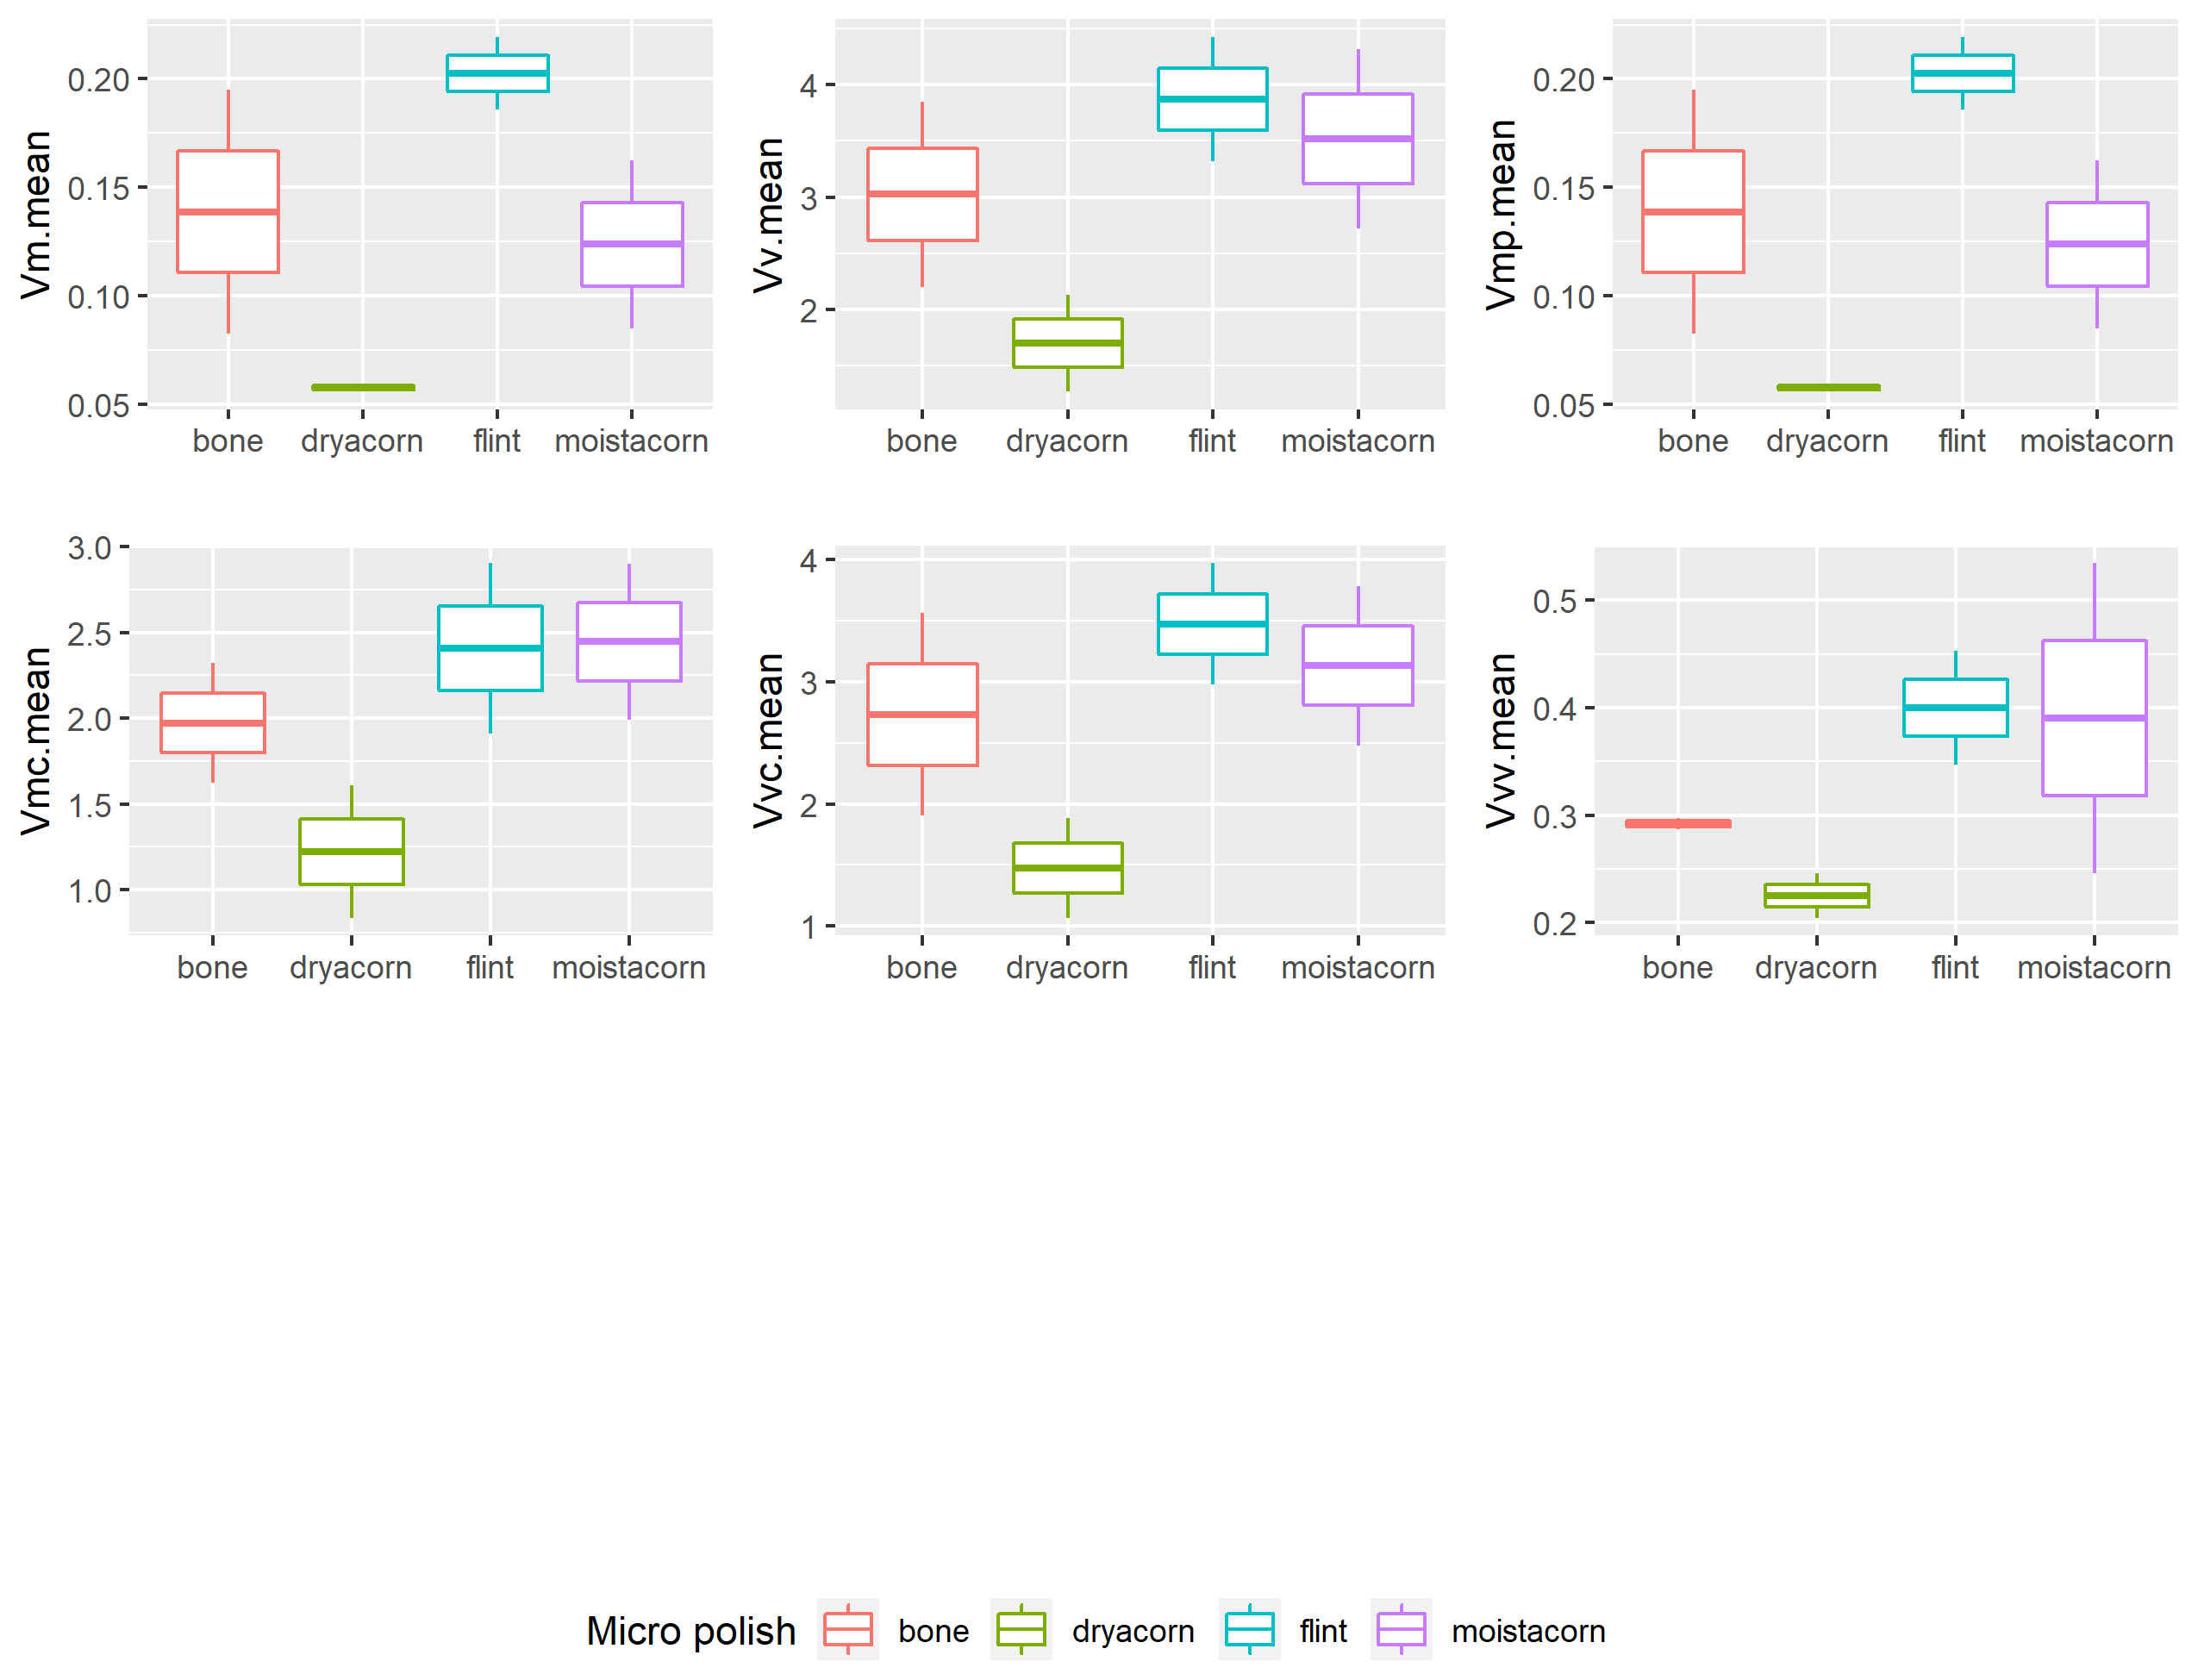 Vm.mean
0.20
0.15
0.10
0.05
bone dryacorn flint moistacorn
Vv.mean
4
3
2
bone dryacorn flint moistacorn
Vmp.mean
0.20
0.15
0.10
0.05
bone dryacorn flint moistacorn
Vmc.mean
3.0
2.5
2.0
1.5
1.0
bone dryacorn flint moistacorn
Vvc.mean
4
3
2
1
bone dryacorn flint moistacorn
Vvv.mean
0.5
0.4
0.3
0.2
bone dryacorn flint moistacorn
Micro polish bone dryacorn flint moistacorn